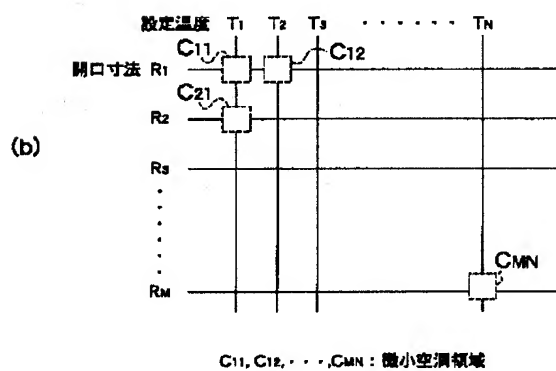 設定温度 T1 T2 T3 ······· TN
C11 C12
開口寸法 R1
C21
R2
(b)
R3
CMN
RM
C11, C12, ···, CMN : 微小空洞領域